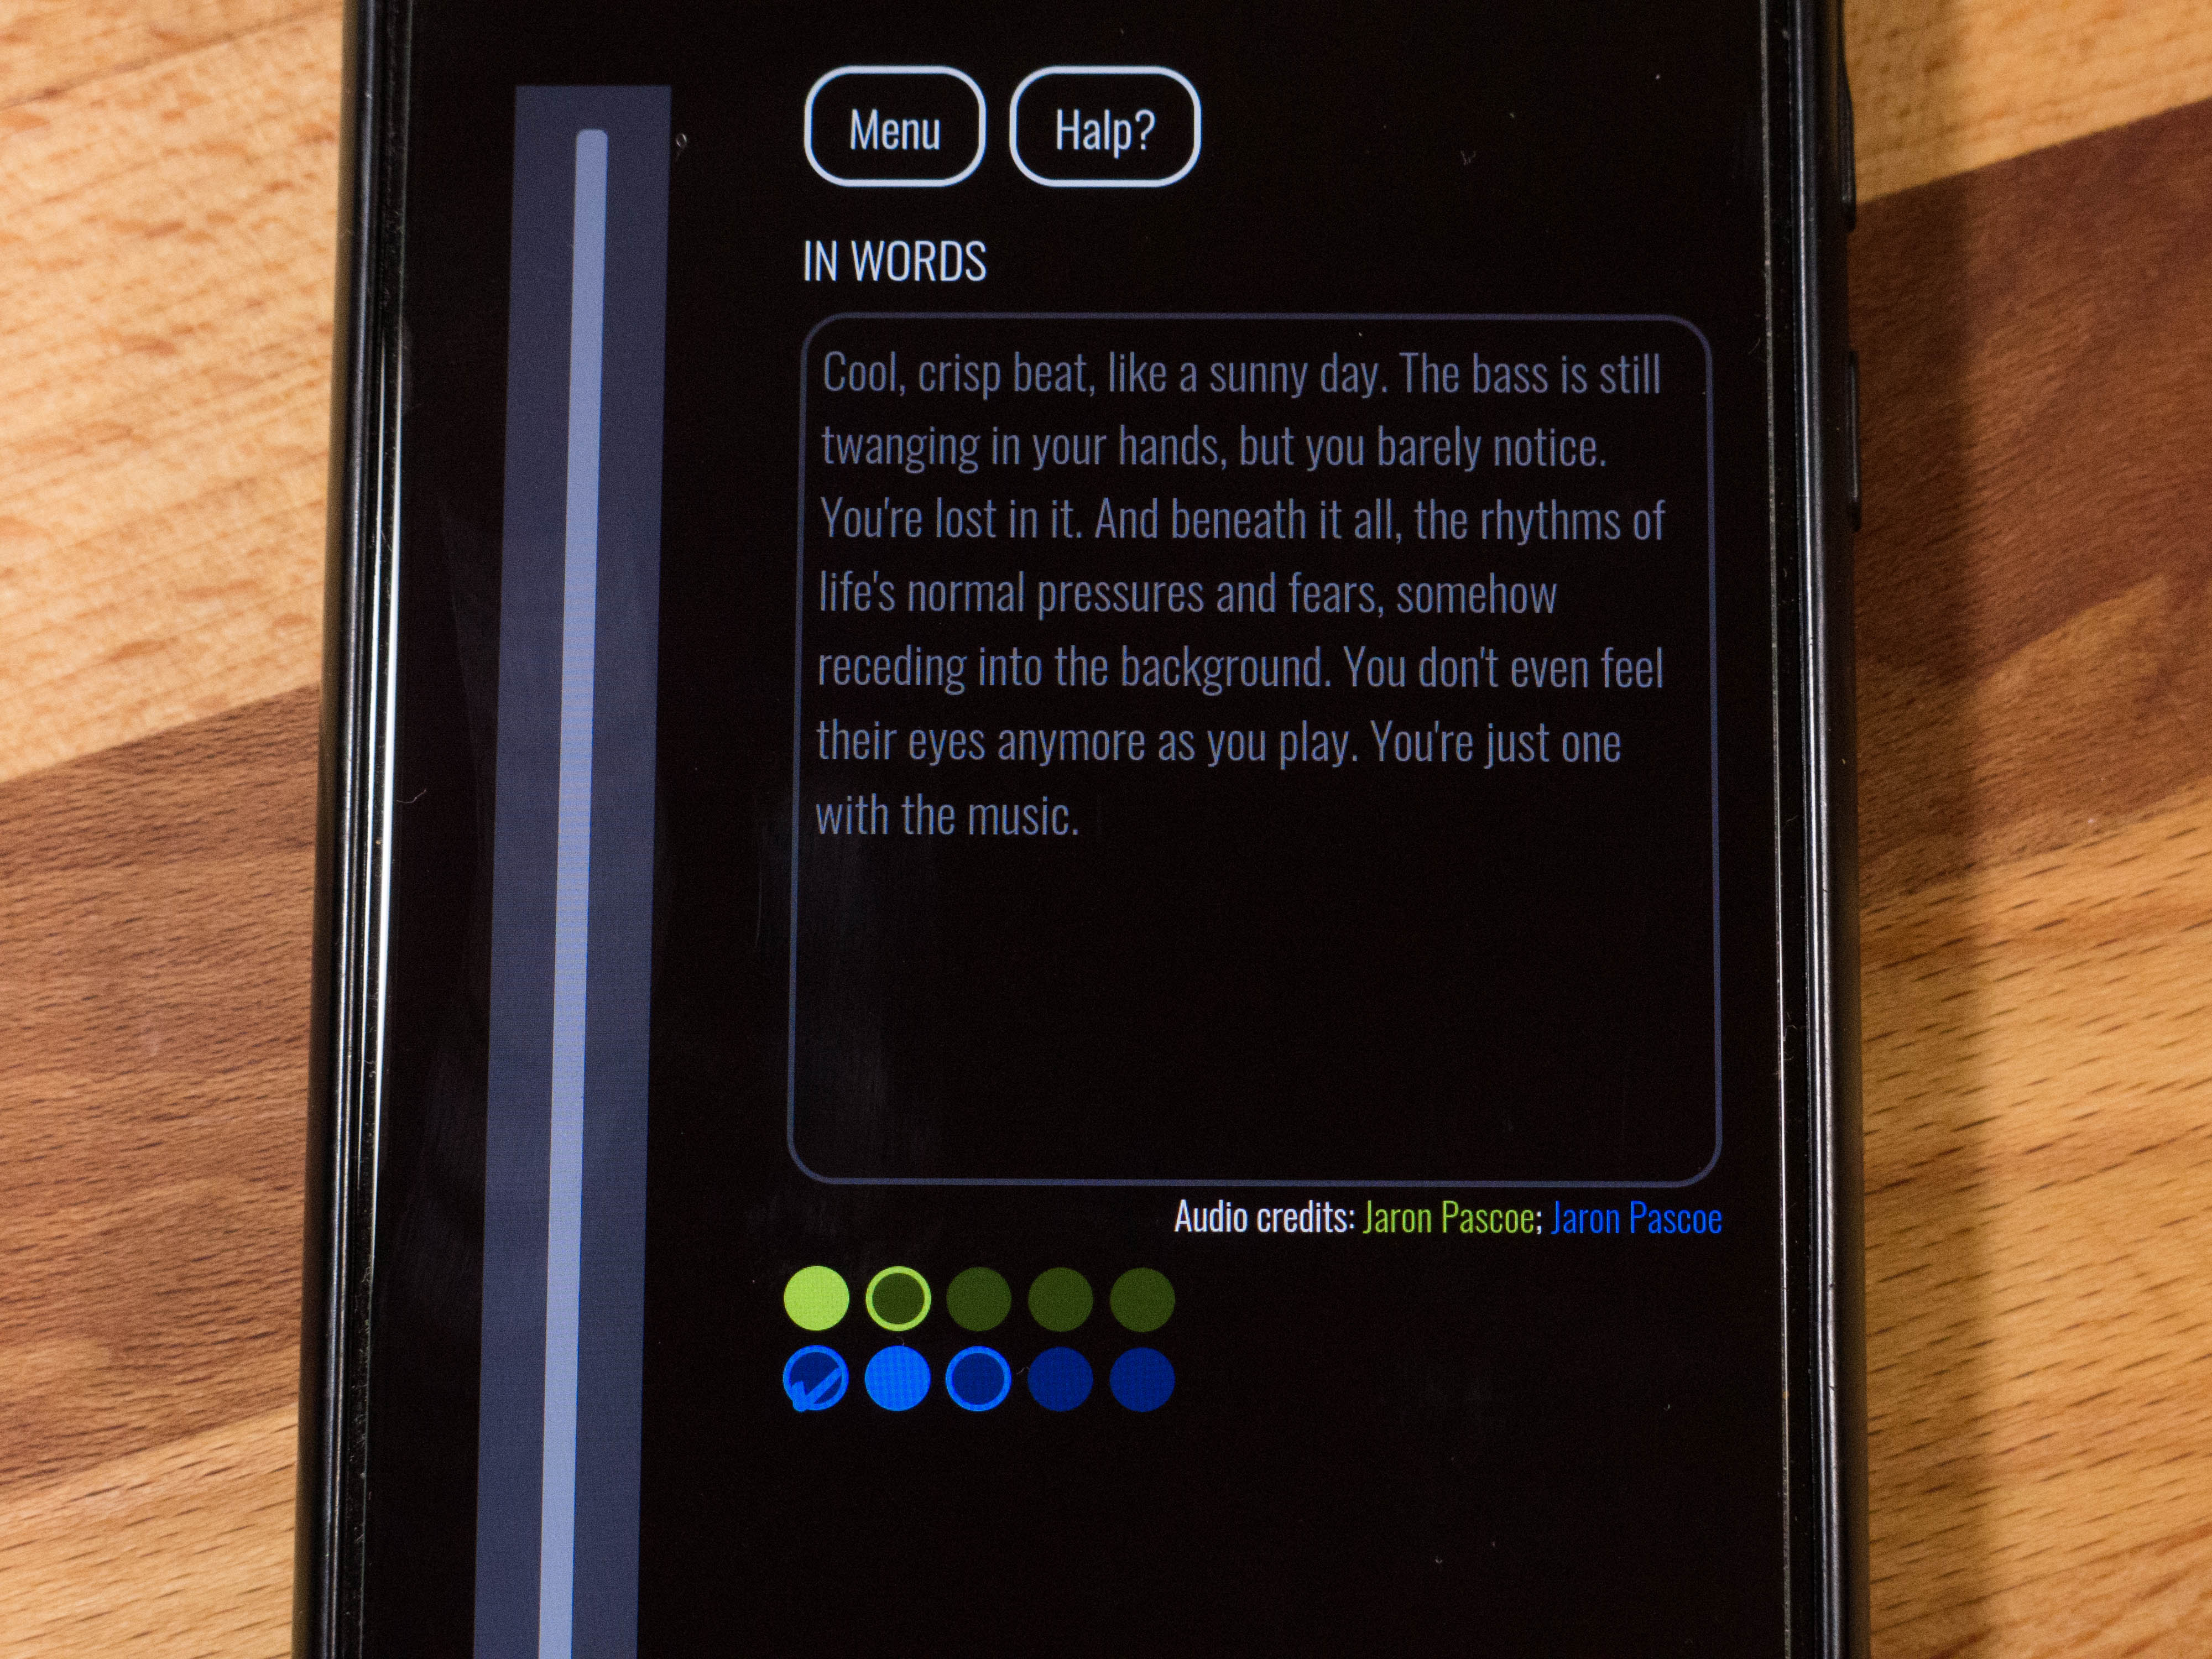 Menu Halp?
IN WORDS
Cool, crisp beat, like a sunny day. The bass is still
twanging in your hands, but you barely notice.
You're lost in it. And beneath it all, the rhythms of
life's normal pressures and fears, somehow
receding into the background. You don't even feel
their eyes anymore as you play. You're just one
with the music.
Audio credits: Jaron Pascoe; Jaron Pascoe